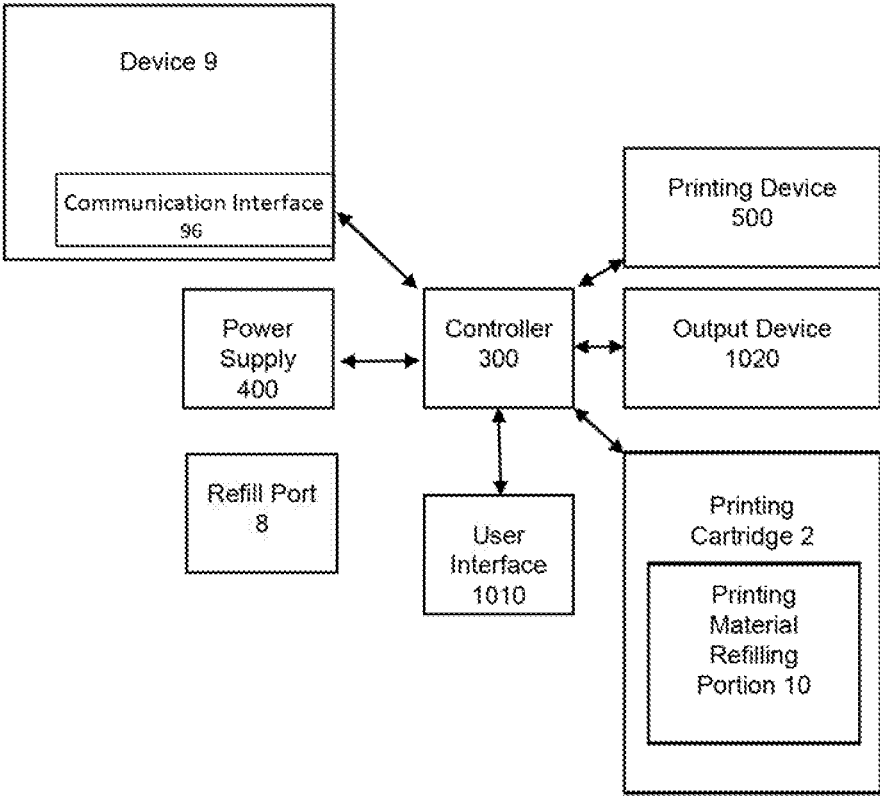 Device 9
Communication Interface
96
Printing Device
500
Power
Supply
400
Controller
300
Output Device
1020
Refill Port
8
User
Interface
1010
Printing
Cartridge 2
Printing
Material
Refilling
Portion 10